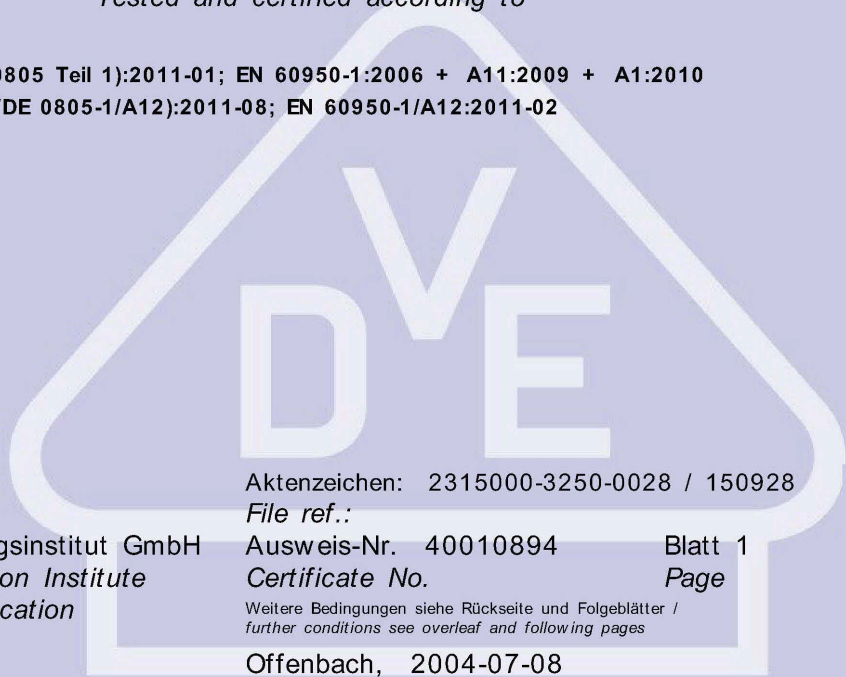 Tested and certified according to
0805 Teil 1):2011-01; EN 60950-1:2006 + A11:2009 + A1:2010
VDE 0805-1/A12):2011-08; EN 60950-1/A12:2011-02
VDE
Aktenzeichen: 2315000-3250-0028 / 150928
File ref.:
gsinstitut GmbH Ausweis-Nr. 40010894 Blatt 1
on Institute Certificate No. Page
cation Weitere Bedingungen siehe Rückseite und Folgeblätter /
further conditions see overleaf and following pages
Offenbach, 2004-07-08